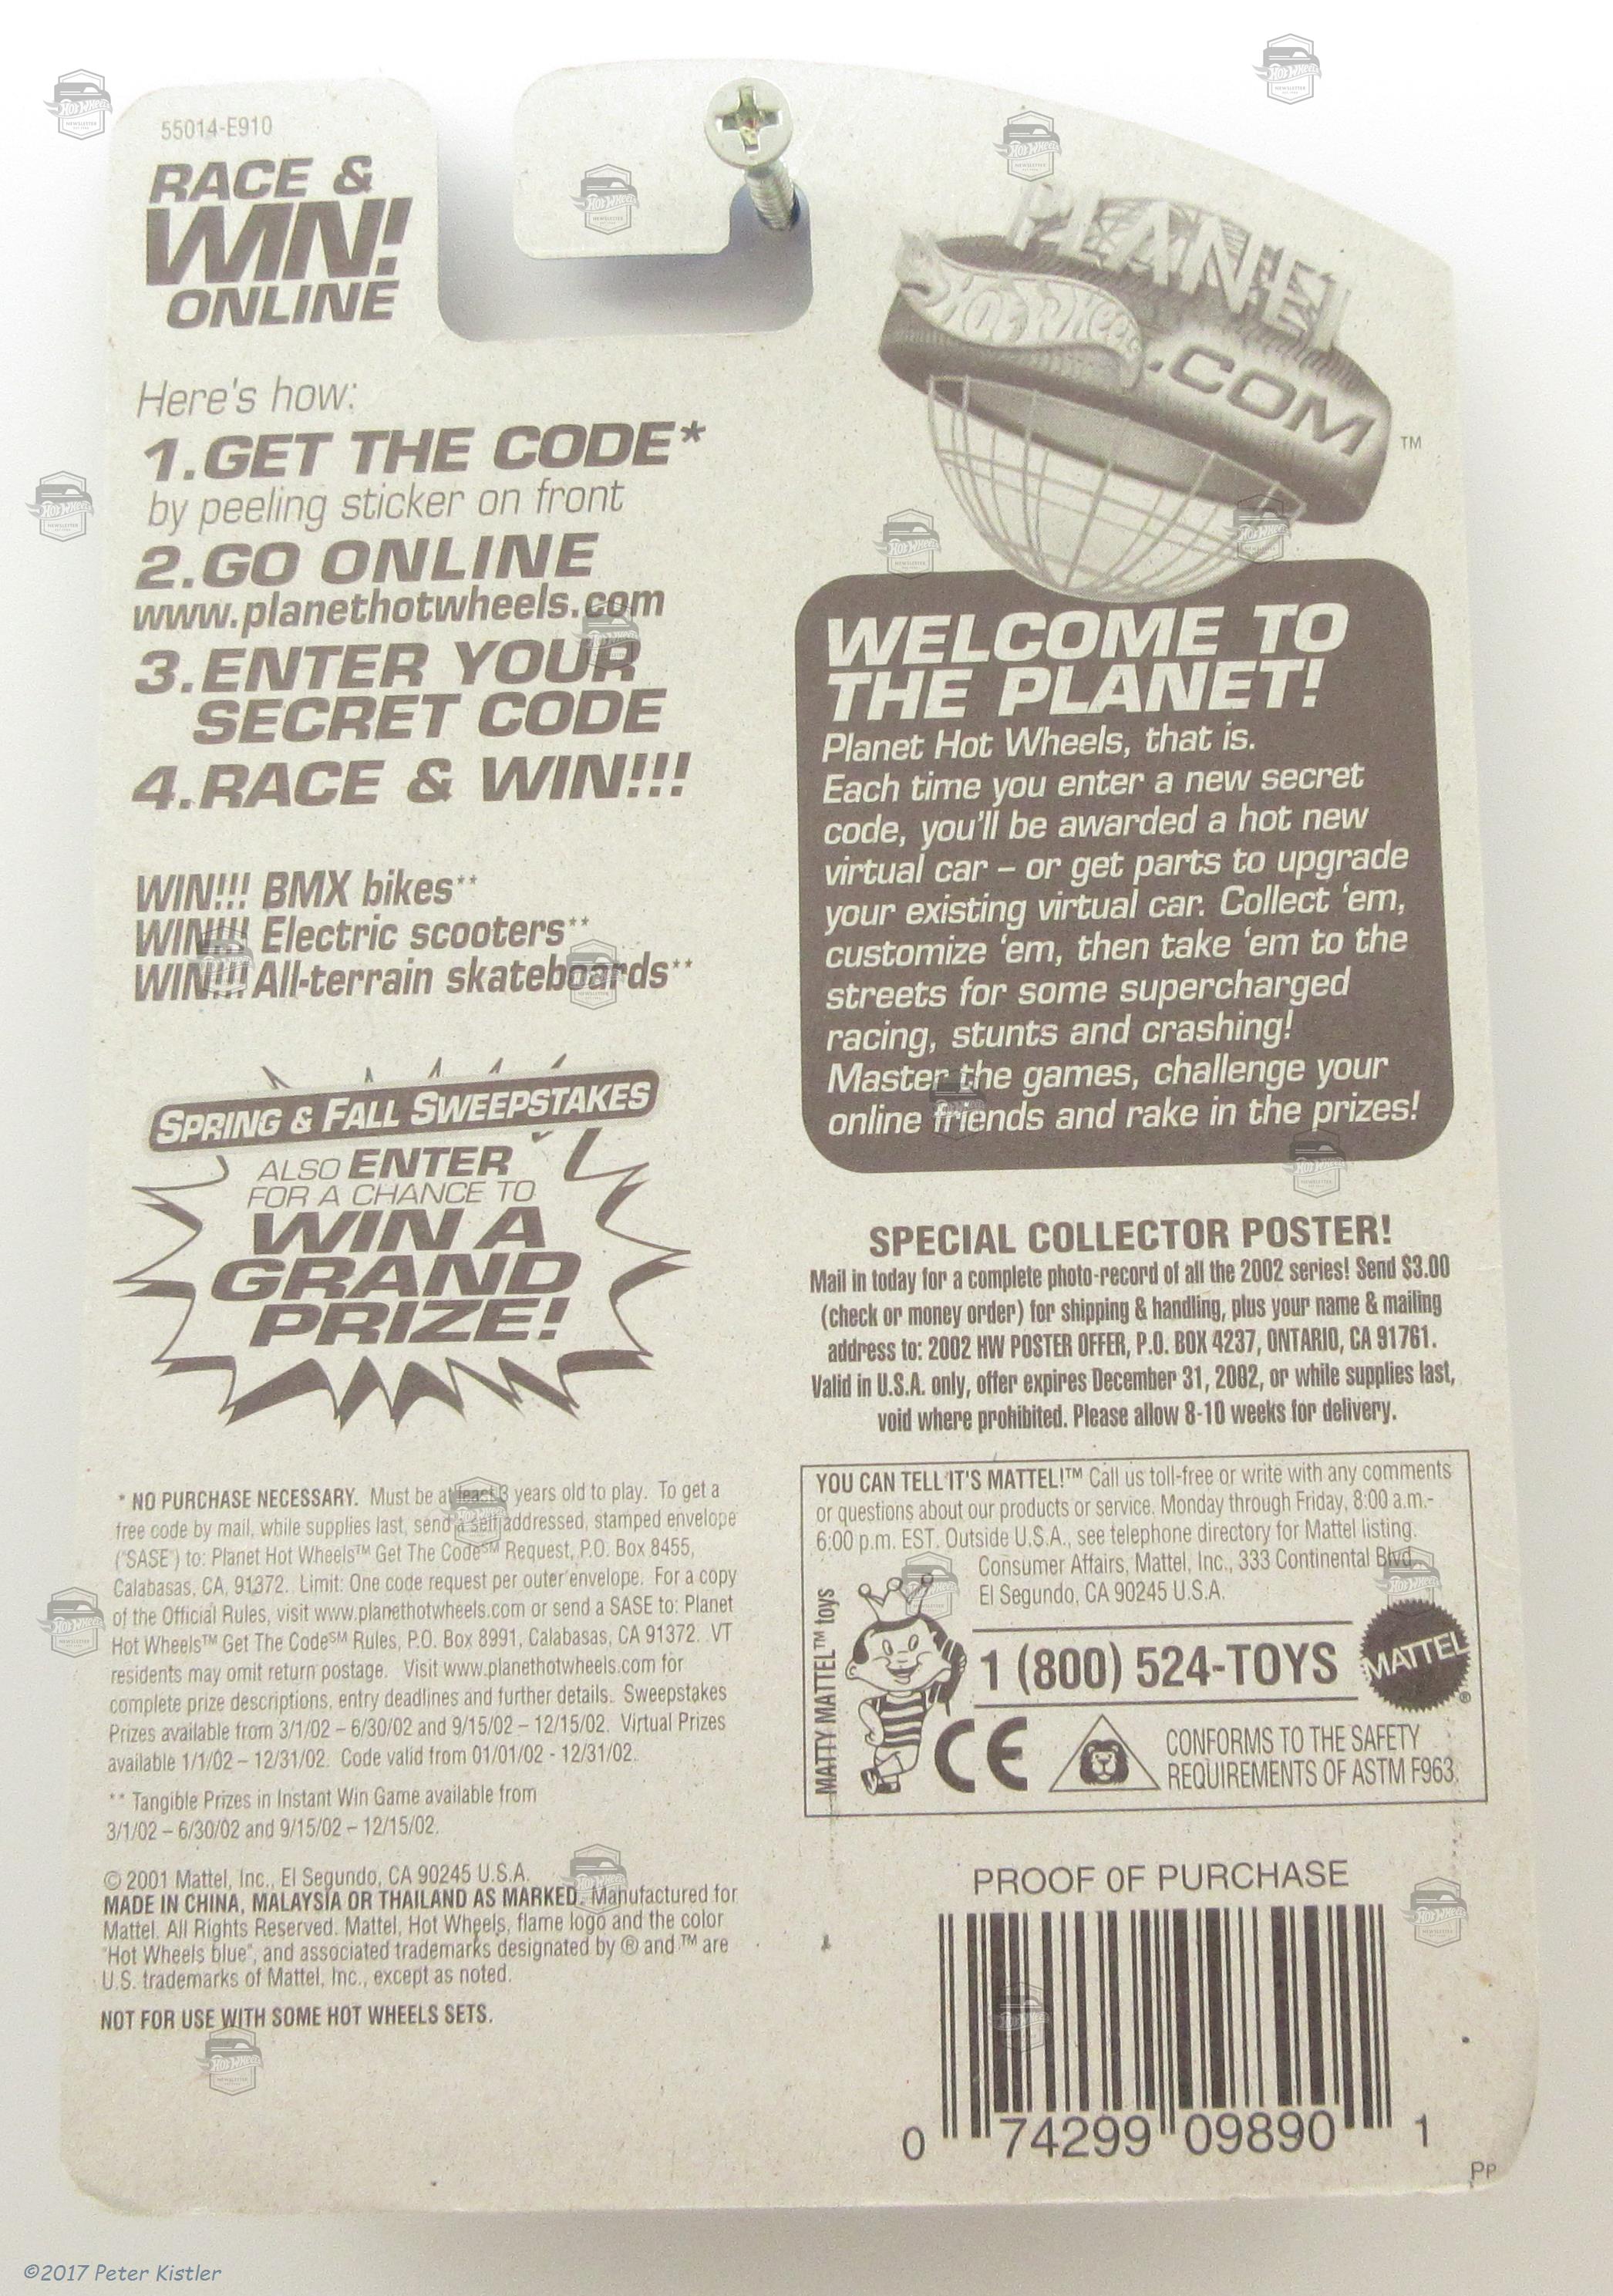 55014-E910
RACE &
WIN!
ONLINE
Here's how:
1.GET THE CODE*
by peeling sticker on front
2.GO ONLINE
www.planethotwheels.com
3.ENTER YOUR
SECRET CODE
4.RACE & WIN!!!
WIN!!! BMX bikes**
WIN!!! Electric scooters**
WIN!!! All-terrain skateboards**
SPRING & FALL SWEEPSTAKES
ALSO ENTER
FOR A CHANCE TO
WIN A
GRAND
PRIZE!
* NO PURCHASE NECESSARY. Must be at least 3 years old to play. To get a
free code by mail, while supplies last, send a self addressed, stamped envelope
("SASE") to: Planet Hot Wheels™ Get The Code℠ Request, P.O. Box 8455,
Calabasas, CA, 91372. Limit: One code request per outer envelope. For a copy
of the Official Rules, visit www.planethotwheels.com or send a SASE to: Planet
Hot Wheels™ Get The Code℠ Rules, P.O. Box 8991, Calabasas, CA 91372. VT
residents may omit return postage. Visit www.planethotwheels.com for
complete prize descriptions, entry deadlines and further details. Sweepstakes
Prizes available from 3/1/02 – 6/30/02 and 9/15/02 – 12/15/02. Virtual Prizes
available 1/1/02 – 12/31/02. Code valid from 01/01/02 - 12/31/02.
** Tangible Prizes in Instant Win Game available from
3/1/02 – 6/30/02 and 9/15/02 – 12/15/02.
© 2001 Mattel, Inc., El Segundo, CA 90245 U.S.A.
MADE IN CHINA, MALAYSIA OR THAILAND AS MARKED. Manufactured for
Mattel. All Rights Reserved. Mattel, Hot Wheels, flame logo and the color
"Hot Wheels blue", and associated trademarks designated by ® and ™ are
U.S. trademarks of Mattel, Inc., except as noted.
NOT FOR USE WITH SOME HOT WHEELS SETS.
PLANET
HOT WHEELS
.COM
™
WELCOME TO
THE PLANET!
Planet Hot Wheels, that is.
Each time you enter a new secret
code, you'll be awarded a hot new
virtual car – or get parts to upgrade
your existing virtual car. Collect 'em,
customize 'em, then take 'em to the
streets for some supercharged
racing, stunts and crashing!
Master the games, challenge your
online friends and rake in the prizes!
SPECIAL COLLECTOR POSTER!
Mail in today for a complete photo-record of all the 2002 series! Send $3.00
(check or money order) for shipping & handling, plus your name & mailing
address to: 2002 HW POSTER OFFER, P.O. BOX 4237, ONTARIO, CA 91761.
Valid in U.S.A. only, offer expires December 31, 2002, or while supplies last,
void where prohibited. Please allow 8-10 weeks for delivery.
YOU CAN TELL IT'S MATTEL!™ Call us toll-free or write with any comments
or questions about our products or service. Monday through Friday, 8:00 a.m.-
6:00 p.m. EST. Outside U.S.A., see telephone directory for Mattel listing.
Consumer Affairs, Mattel, Inc., 333 Continental Blvd.
El Segundo, CA 90245 U.S.A.
MATTY MATTEL™ toys
1 (800) 524-TOYS
MATTEL
®
CE
CONFORMS TO THE SAFETY
REQUIREMENTS OF ASTM F963.
PROOF OF PURCHASE
0 74299 09890 1
PP
©2017 Peter Kistler